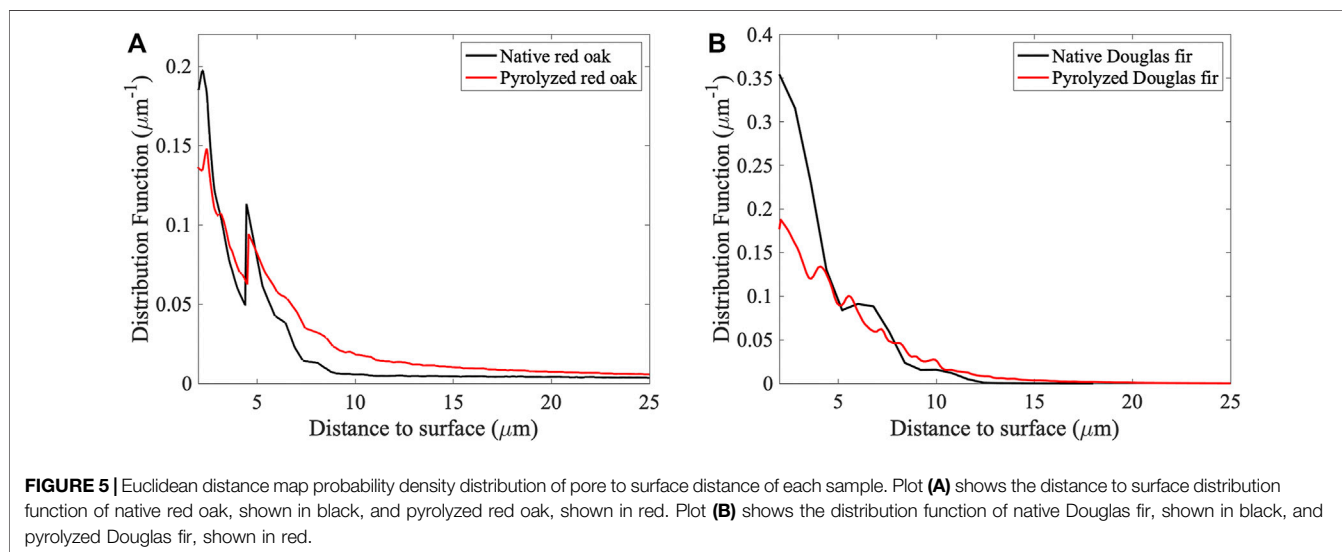 A
Native red oak
Pyrolyzed red oak
0.2
0.15
0.1
0.05
0
Distribution Function (μm⁻¹)
5
10
15
20
25
Distance to surface (μm)
B
Native Douglas fir
Pyrolyzed Douglas fir
0.4
0.35
0.3
0.25
0.2
0.15
0.1
0.05
0
Distribution Function (μm⁻¹)
5
10
15
20
25
Distance to surface (μm)
FIGURE 5 | Euclidean distance map probability density distribution of pore to surface distance of each sample. Plot (A) shows the distance to surface distribution
function of native red oak, shown in black, and pyrolyzed red oak, shown in red. Plot (B) shows the distribution function of native Douglas fir, shown in black, and
pyrolyzed Douglas fir, shown in red.